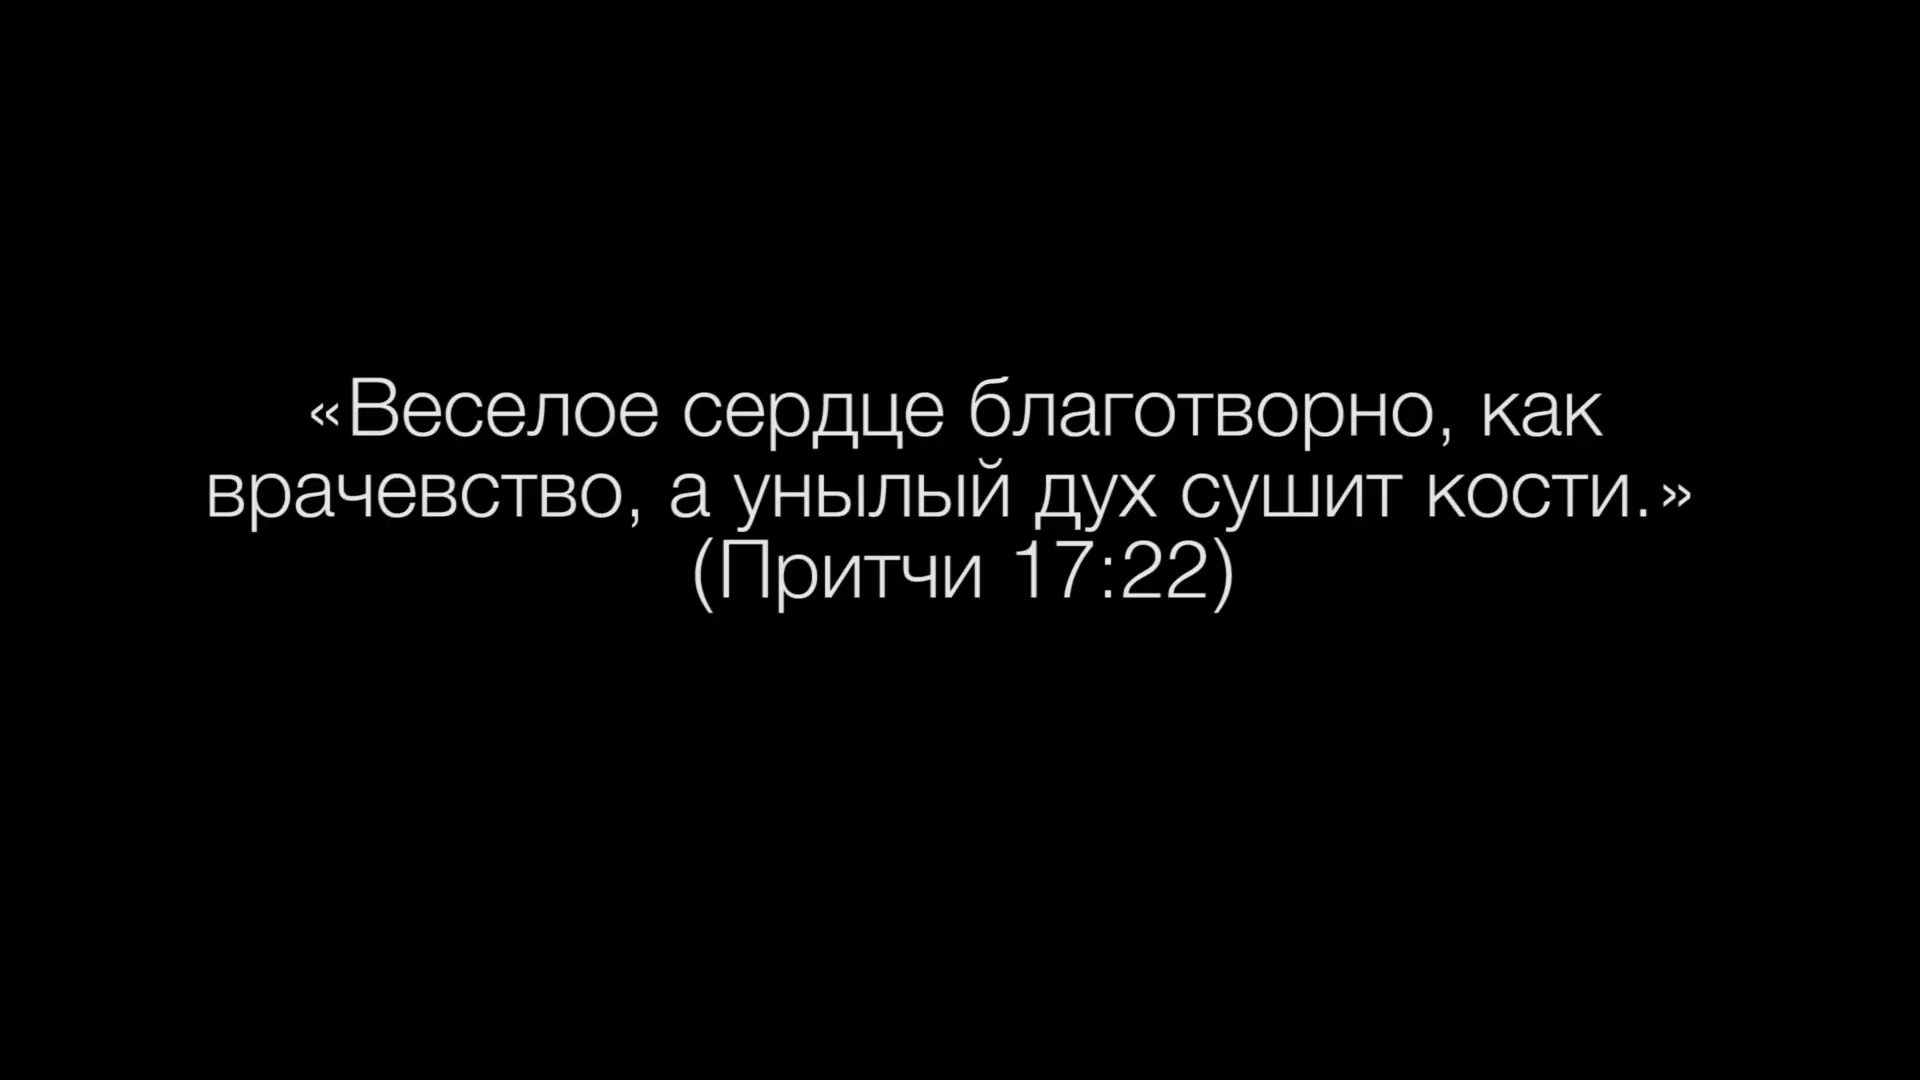 «Веселое сердце благотворно, как
врачевство, а унылый дух сушит кости.»
(Притчи 17:22)